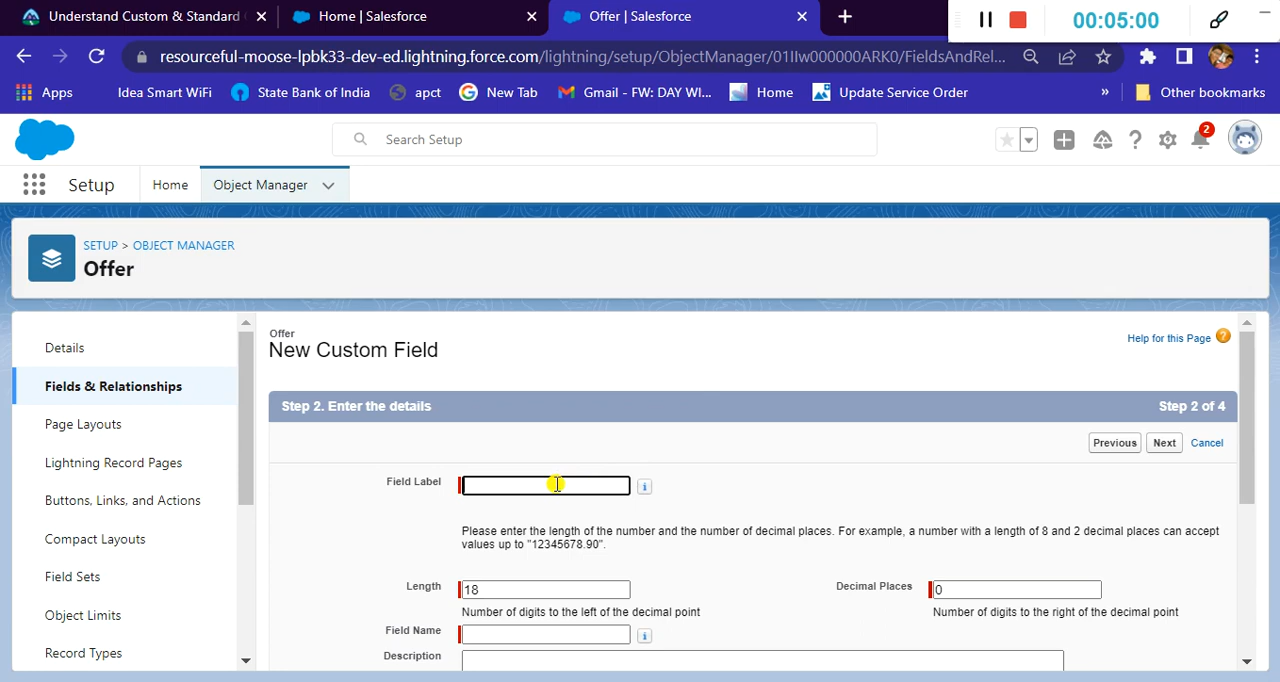 Understand Custom & Standard
Home | Salesforce
Offer | Salesforce
00:05:00
resourceful-moose-lpbk33-dev-ed.lightning.force.com/lightning/setup/ObjectManager/01IIw000000ARK0/FieldsAndRel...
Apps
Idea Smart WiFi
State Bank of India
apct
New Tab
Gmail - FW: DAY WI...
Home
Update Service Order
»
Other bookmarks
Search Setup
2
Setup
Home
Object Manager
SETUP > OBJECT MANAGER
Offer
Details
Fields & Relationships
Page Layouts
Lightning Record Pages
Buttons, Links, and Actions
Compact Layouts
Field Sets
Object Limits
Record Types
Offer
New Custom Field
Help for this Page ?
Step 2. Enter the details
Step 2 of 4
Previous
Next
Cancel
Field Label
i
Please enter the length of the number and the number of decimal places. For example, a number with a length of 8 and 2 decimal places can accept
values up to "12345678.90".
Length
18
Decimal Places
0
Number of digits to the left of the decimal point
Number of digits to the right of the decimal point
Field Name
i
Description